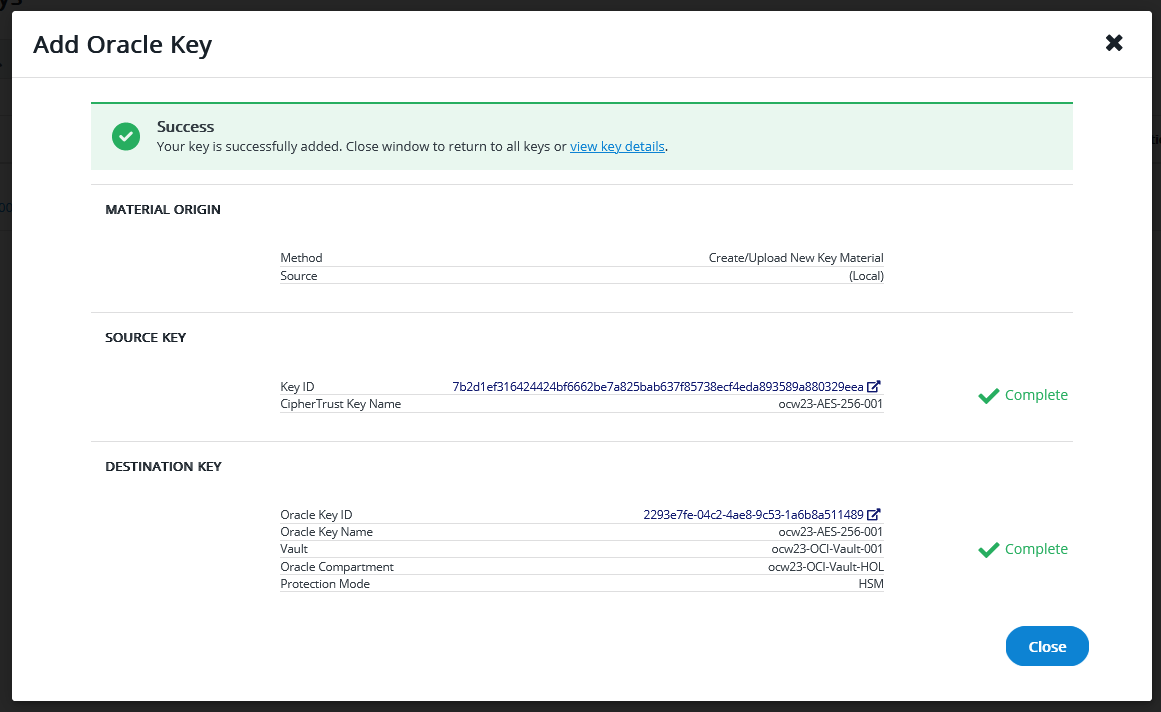 Add Oracle Key
Success
Your key is successfully added. Close window to return to all keys or view key details.
MATERIAL ORIGIN
Method Create/Upload New Key Material
Source (Local)
SOURCE KEY
Key ID 7b2d1ef316424424bf6662be7a825bab637f85738ecf4eda893589a880329eea
CipherTrust Key Name ocw23-AES-256-001
Complete
DESTINATION KEY
Oracle Key ID 2293e7fe-04c2-4ae8-9c53-1a6b8a511489
Oracle Key Name ocw23-AES-256-001
Vault ocw23-OCI-Vault-001
Complete
Oracle Compartment ocw23-OCI-Vault-HOL
Protection Mode HSM
Close